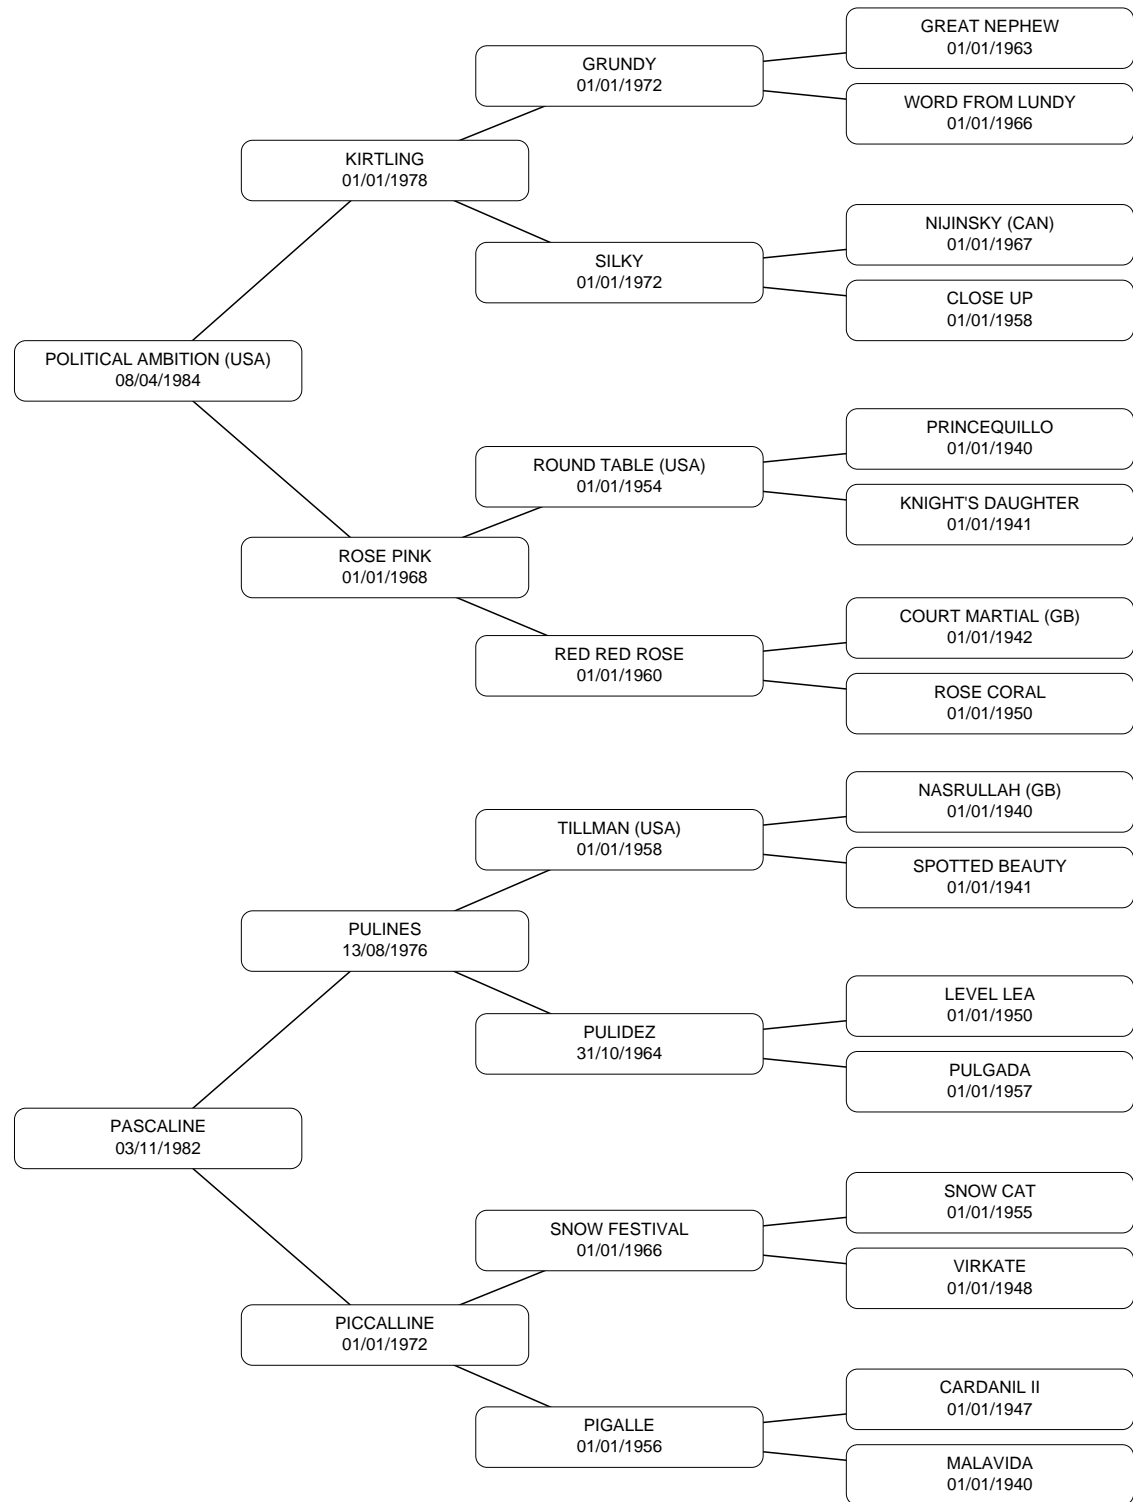 GREAT NEPHEW
01/01/1963
GRUNDY
01/01/1972
WORD FROM LUNDY
01/01/1966
KIRTLING
01/01/1978
NIJINSKY (CAN)
01/01/1967
SILKY
01/01/1972
CLOSE UP
01/01/1958
POLITICAL AMBITION (USA)
08/04/1984
PRINCEQUILLO
01/01/1940
ROUND TABLE (USA)
01/01/1954
KNIGHT'S DAUGHTER
01/01/1941
ROSE PINK
01/01/1968
COURT MARTIAL (GB)
01/01/1942
RED RED ROSE
01/01/1960
ROSE CORAL
01/01/1950
NASRULLAH (GB)
01/01/1940
TILLMAN (USA)
01/01/1958
SPOTTED BEAUTY
01/01/1941
PULINES
13/08/1976
LEVEL LEA
01/01/1950
PULIDEZ
31/10/1964
PULGADA
01/01/1957
PASCALINE
03/11/1982
SNOW CAT
01/01/1955
SNOW FESTIVAL
01/01/1966
VIRKATE
01/01/1948
PICCALLINE
01/01/1972
CARDANIL II
01/01/1947
PIGALLE
01/01/1956
MALAVIDA
01/01/1940